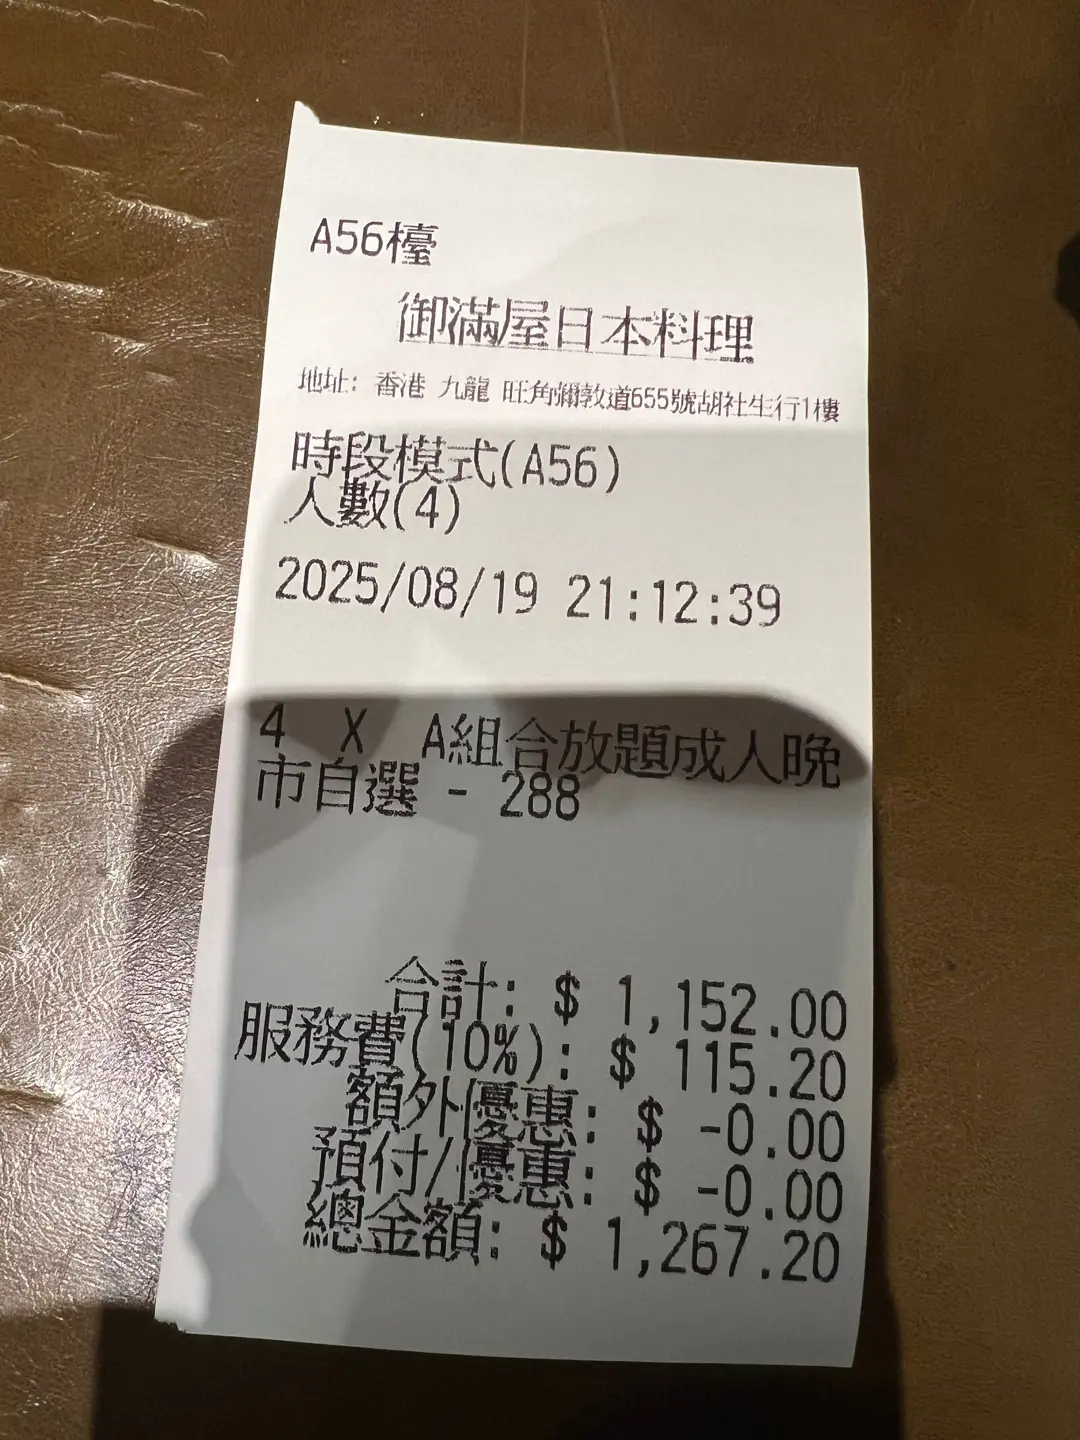 A56檯
御滿屋日本料理
地址: 香港 九龍 旺角彌敦道655號胡社生行1樓
時段模式(A56)
人數(4)
2025/08/19 21:12:39
4 X A組合放題成人晚
市自選 - 288
合計: $ 1,152.00
服務費(10%): $ 115.20
額外優惠: $ -0.00
預付/優惠: $ -0.00
總金額: $ 1,267.20